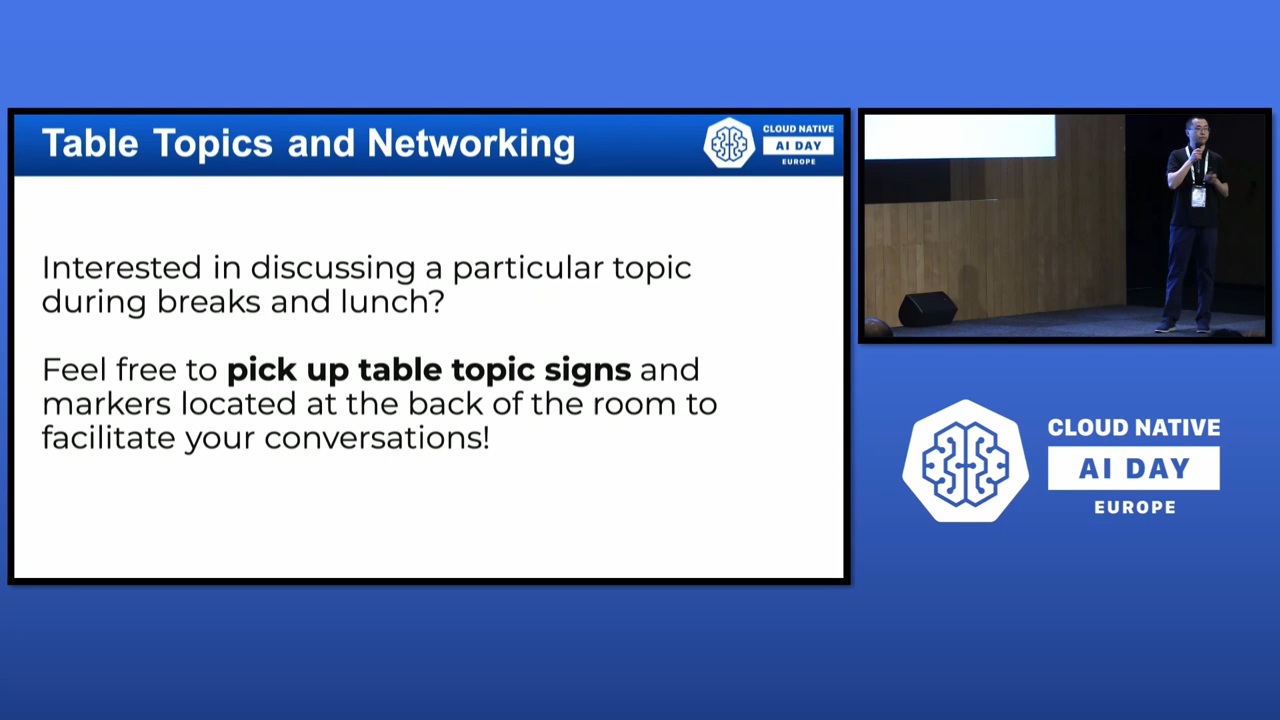 Table Topics and Networking
CLOUD NATIVE
AI DAY
EUROPE
Interested in discussing a particular topic
during breaks and lunch?
Feel free to pick up table topic signs and
markers located at the back of the room to
facilitate your conversations!
CLOUD NATIVE
AI DAY
EUROPE